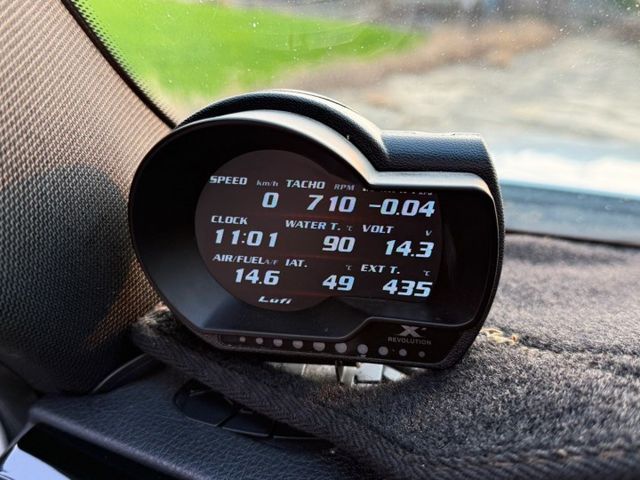 SPEED km/h TACHO RPM
0 710 -0.04
CLOCK WATER T. °C VOLT V
11:01 90 14.3
AIR/FUEL A/F IAT. °C EXT T. °C
14.6 49 435
Lufi
X
REVOLUTION